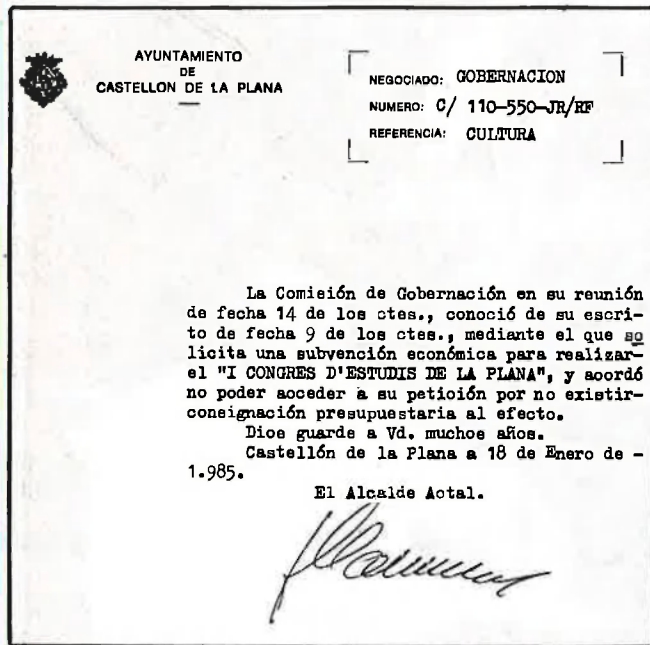 AYUNTAMIENTO
DE
CASTELLON DE LA PLANA
NEGOCIADO: GOBERNACION
NUMERO: C/ 110-550-JR/RF
REFERENCIA: CULTURA
La Comisión de Gobernación en su reunión
de fecha 14 de los ctes., conoció de su escri-
to de fecha 9 de los ctes., mediante el que so
licita una subvención económica para realizar-
el "I CONGRES D'ESTUDIS DE LA PLANA", y acordó
no poder acceder a su petición por no existir-
consignación presupuestaria al efecto.
Dios guarde a Vd. muchos años.
Castellón de la Plana a 18 de Enero de -
1.985.
El Alcalde Actal.